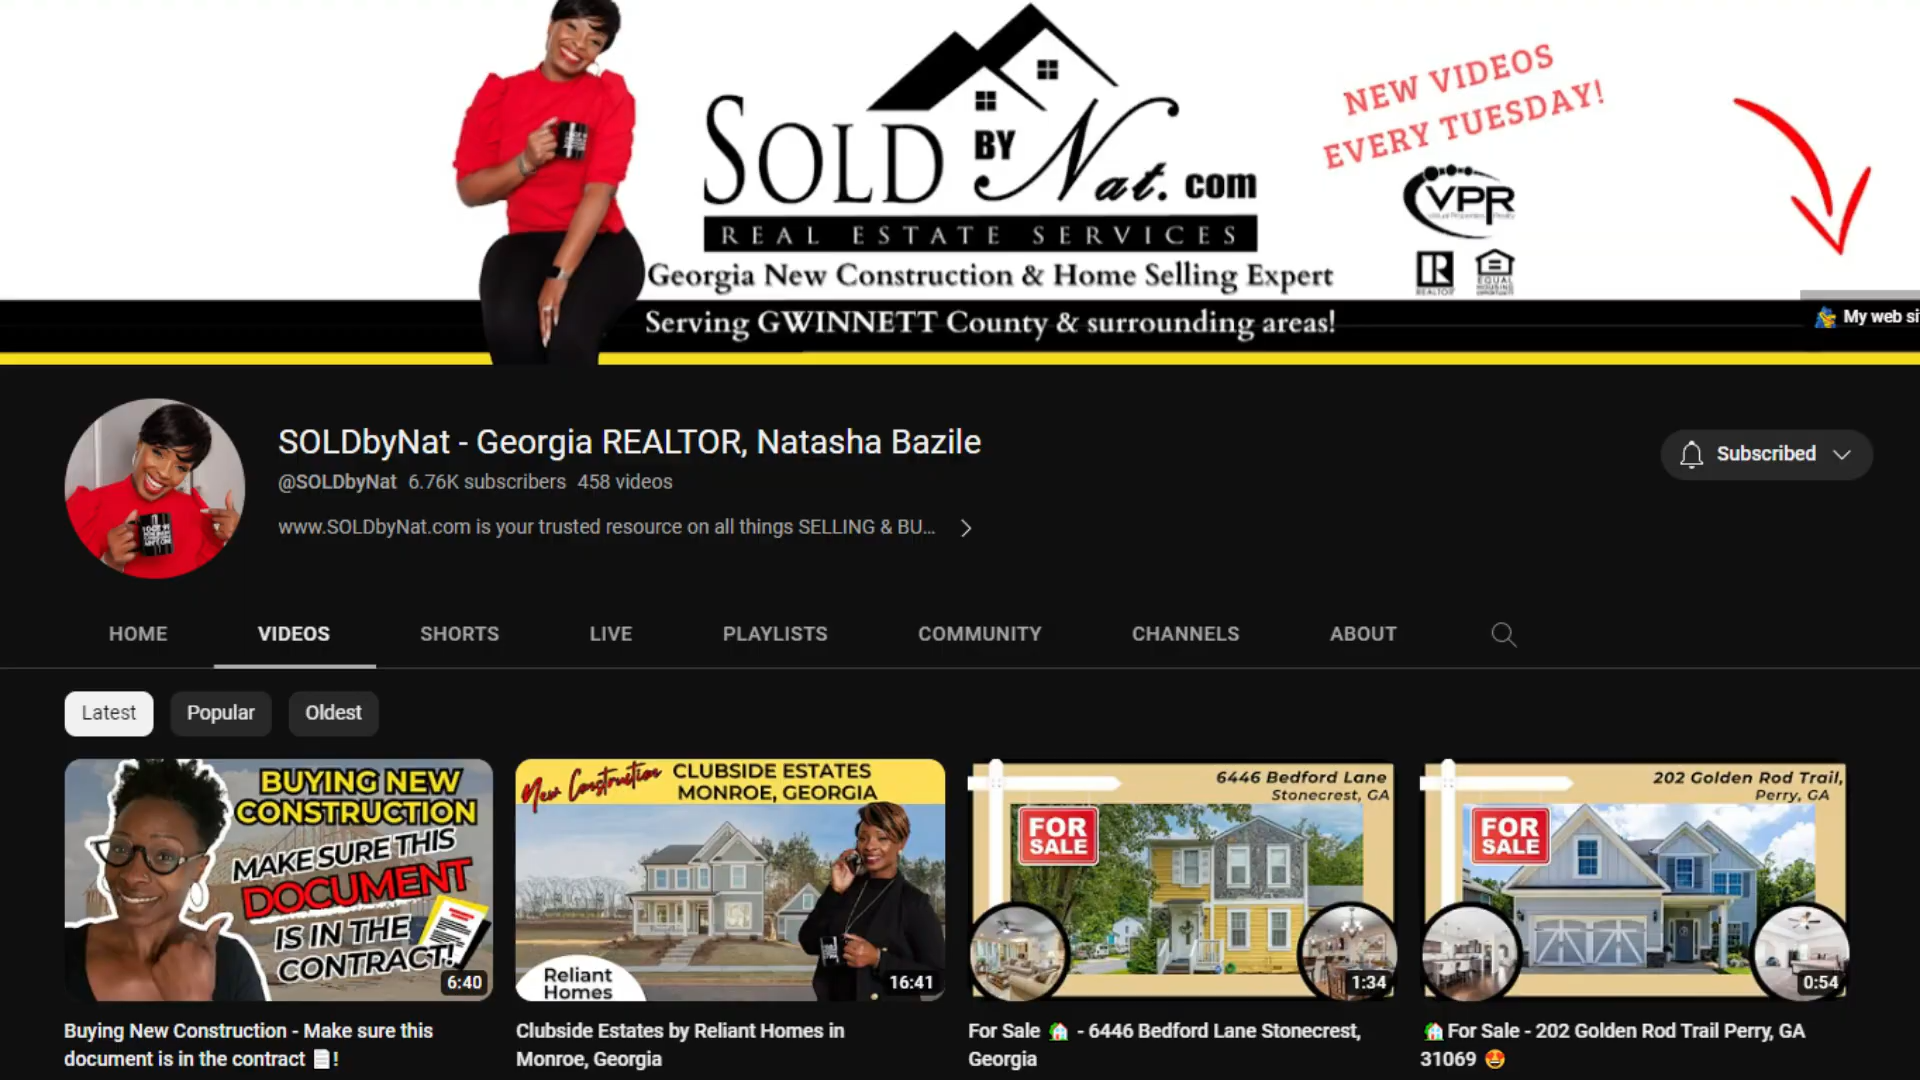 SOLD BY Nat. com
REAL ESTATE SERVICES
Georgia New Construction & Home Selling Expert
Serving GWINNETT County & surrounding areas!
NEW VIDEOS
EVERY TUESDAY!
VPR
Virtual Properties Realty
R
REALTOR
EQUAL HOUSING
OPPORTUNITY
My web si
SOLDbyNat - Georgia REALTOR, Natasha Bazile
@SOLDbyNat 6.76K subscribers 458 videos
www.SOLDbyNat.com is your trusted resource on all things SELLING & BU...
Subscribed
HOME VIDEOS SHORTS LIVE PLAYLISTS COMMUNITY CHANNELS ABOUT
Latest Popular Oldest
BUYING NEW
CONSTRUCTION
MAKE SURE THIS
DOCUMENT
IS IN THE
CONTRACT!
6:40
New Construction
CLUBSIDE ESTATES
MONROE, GEORGIA
Reliant
Homes
16:41
6446 Bedford Lane
Stonecrest, GA
FOR
SALE
1:34
202 Golden Rod Trail,
Perry, GA
FOR
SALE
0:54
Buying New Construction - Make sure this
document is in the contract 📄!
Clubside Estates by Reliant Homes in
Monroe, Georgia
For Sale 🏠 - 6446 Bedford Lane Stonecrest,
Georgia
🏠For Sale - 202 Golden Rod Trail Perry, GA
31069 🤩